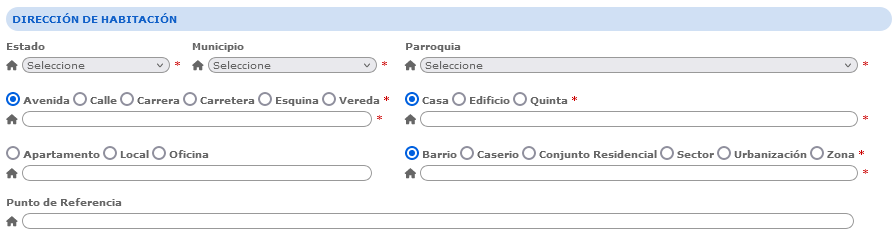 DIRECCIÓN DE HABITACIÓN
Estado Municipio Parroquia
Seleccione * Seleccione * Seleccione *
Avenida Calle Carrera Carretera Esquina Vereda * Casa Edificio Quinta *
* *
Apartamento Local Oficina Barrio Caserio Conjunto Residencial Sector Urbanización Zona *
*
Punto de Referencia